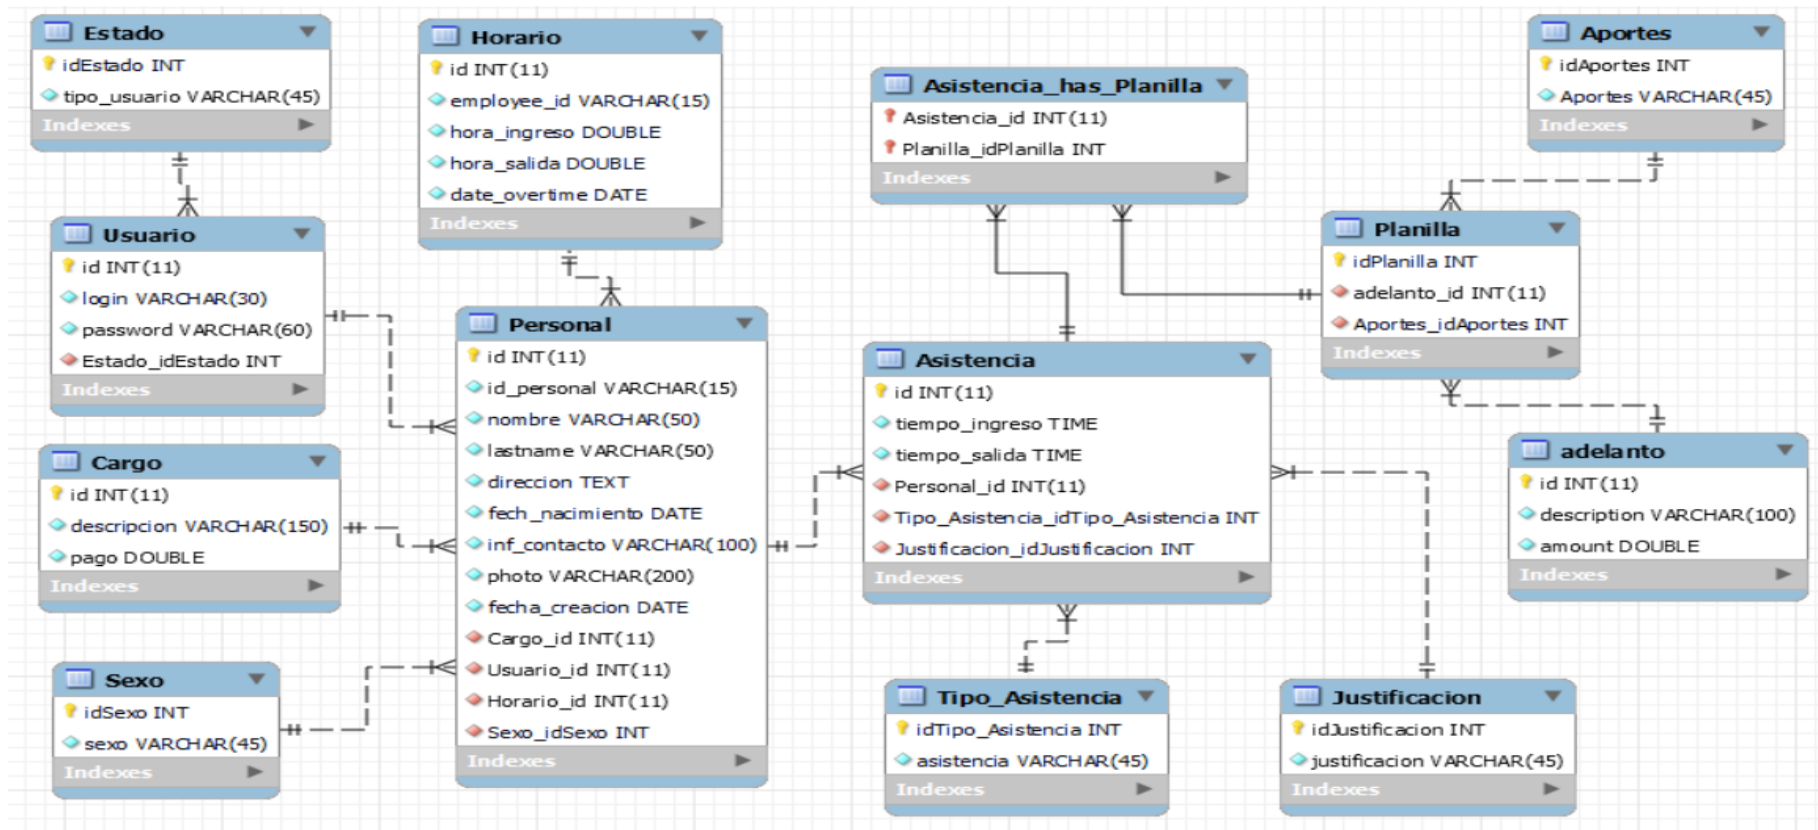 Estado
idEstado INT
tipo_usuario VARCHAR(45)
Indexes
Usuario
id INT(11)
login VARCHAR(30)
password VARCHAR(60)
Estado_idEstado INT
Indexes
Cargo
id INT(11)
descripcion VARCHAR(150)
pago DOUBLE
Indexes
Sexo
idSexo INT
sexo VARCHAR(45)
Indexes
Horario
id INT(11)
employee_id VARCHAR(15)
hora_ingreso DOUBLE
hora_salida DOUBLE
date_overtime DATE
Indexes
Personal
id INT(11)
id_personal VARCHAR(15)
nombre VARCHAR(50)
lastname VARCHAR(50)
direccion TEXT
fech_nacimiento DATE
inf_contacto VARCHAR(100)
photo VARCHAR(200)
fecha_creacion DATE
Cargo_id INT(11)
Usuario_id INT(11)
Horario_id INT(11)
Sexo_idSexo INT
Indexes
Asistencia_has_Planilla
Asistencia_id INT(11)
Planilla_idPlanilla INT
Indexes
Asistencia
id INT(11)
tiempo_ingreso TIME
tiempo_salida TIME
Personal_id INT(11)
Tipo_Asistencia_idTipo_Asistencia INT
Justificacion_idJustificacion INT
Indexes
Tipo_Asistencia
idTipo_Asistencia INT
asistencia VARCHAR(45)
Indexes
Justificacion
idJustificacion INT
justificacion VARCHAR(45)
Indexes
Aportes
idAportes INT
Aportes VARCHAR(45)
Indexes
Planilla
idPlanilla INT
adelanto_id INT(11)
Aportes_idAportes INT
Indexes
adelanto
id INT(11)
description VARCHAR(100)
amount DOUBLE
Indexes